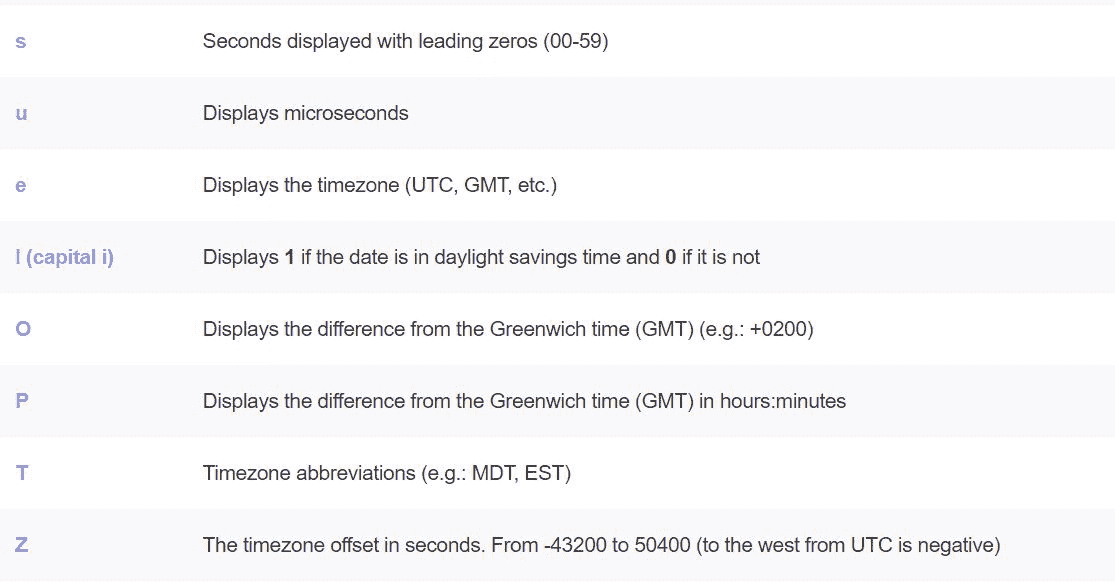 s Seconds displayed with leading zeros (00-59)
u Displays microseconds
e Displays the timezone (UTC, GMT, etc.)
I (capital i) Displays 1 if the date is in daylight savings time and 0 if it is not
O Displays the difference from the Greenwich time (GMT) (e.g.: +0200)
P Displays the difference from the Greenwich time (GMT) in hours:minutes
T Timezone abbreviations (e.g.: MDT, EST)
Z The timezone offset in seconds. From -43200 to 50400 (to the west from UTC is negative)